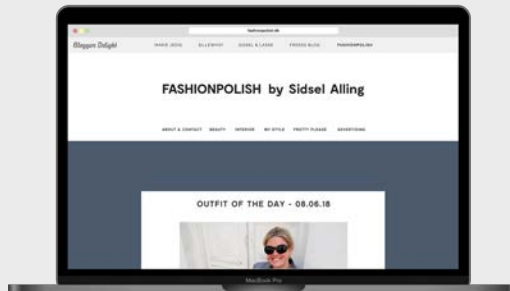 fashionpolish.dk
Bloggers Delight
MARIE JEDIG
SIDSEL & LASSE
FREDES BLOG
FASHIONPOLISH
FASHIONPOLISH by Sidsel Alling
ABOUT & CONTACT BEAUTY INTERIOR MY STYLE PRETTY PLEASE ADVERTISING
OUTFIT OF THE DAY - 08.06.18
MacBook Pro